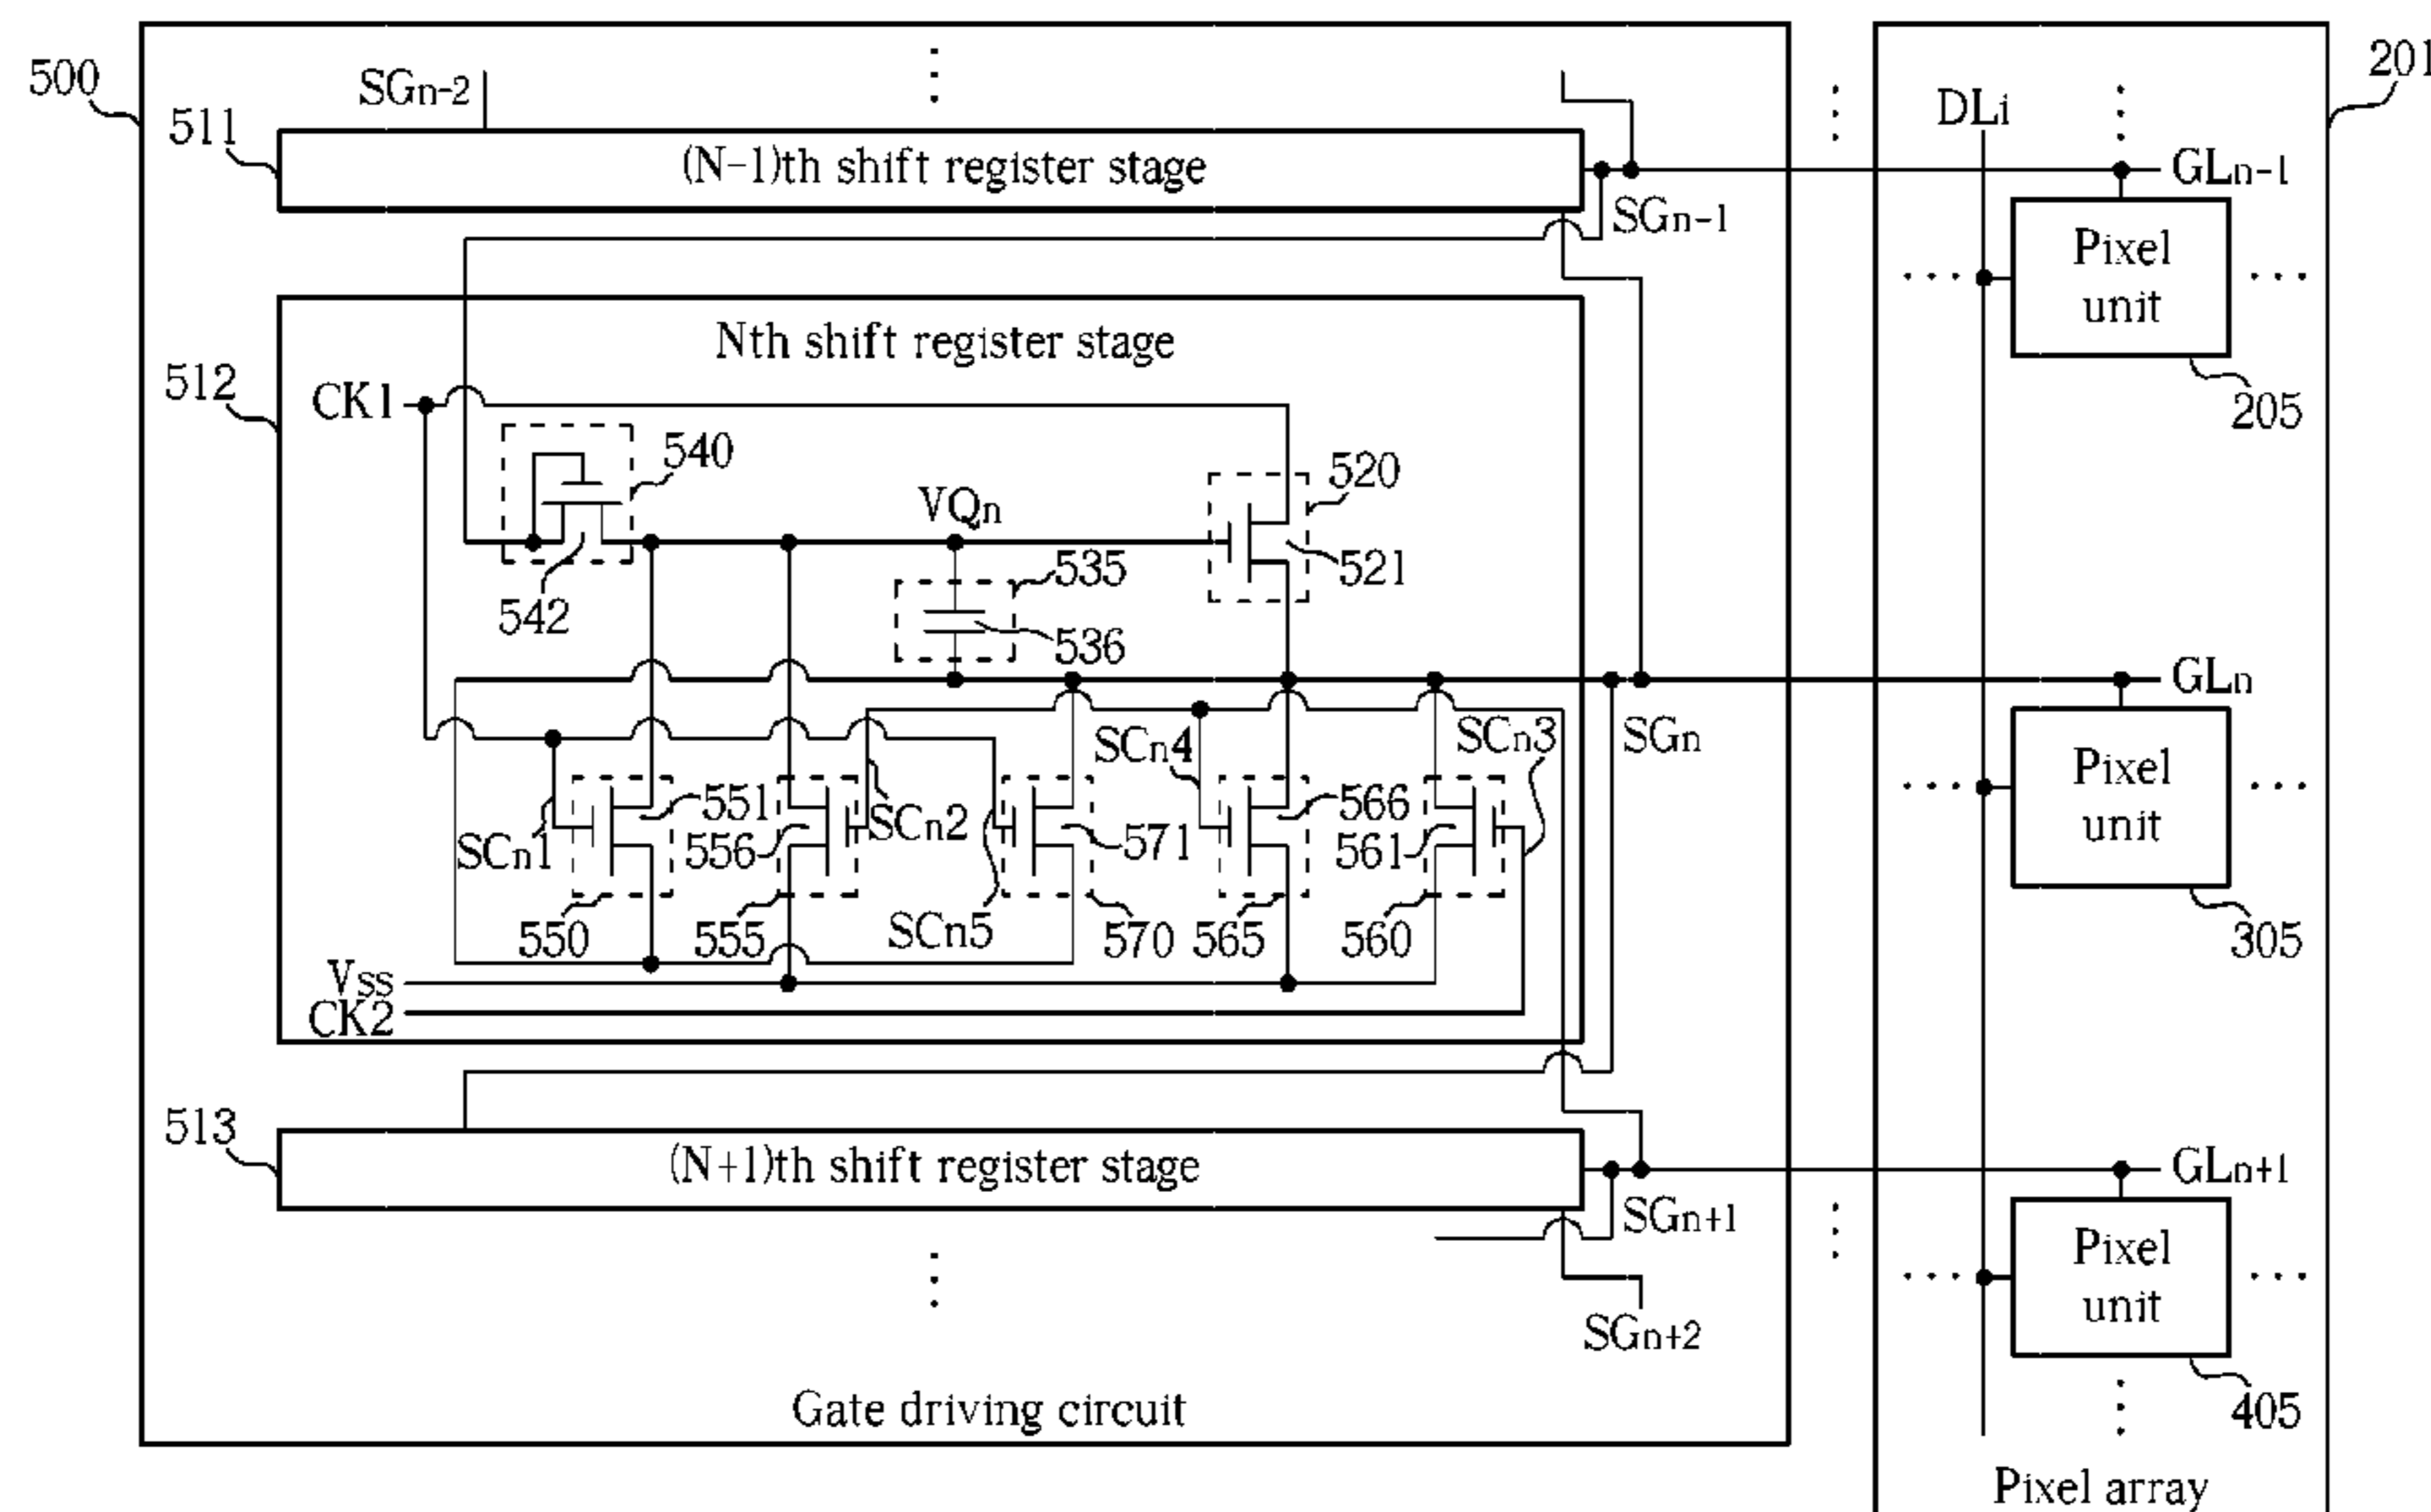 500
SGn-2
511
(N-1)th shift register stage
SGn-1
DLi
201
GLn-1
Pixel
unit
205
512
Nth shift register stage
CK1
540
542
VQn
520
521
535
536
GLn
SGn
SCn1
551
550
556
555
SCn2
SCn5
571
570
SCn4
566
565
561
560
SCn3
Vss
CK2
Pixel
unit
305
513
(N+1)th shift register stage
SGn+1
SGn+2
GLn+1
Pixel
unit
405
Gate driving circuit
Pixel array